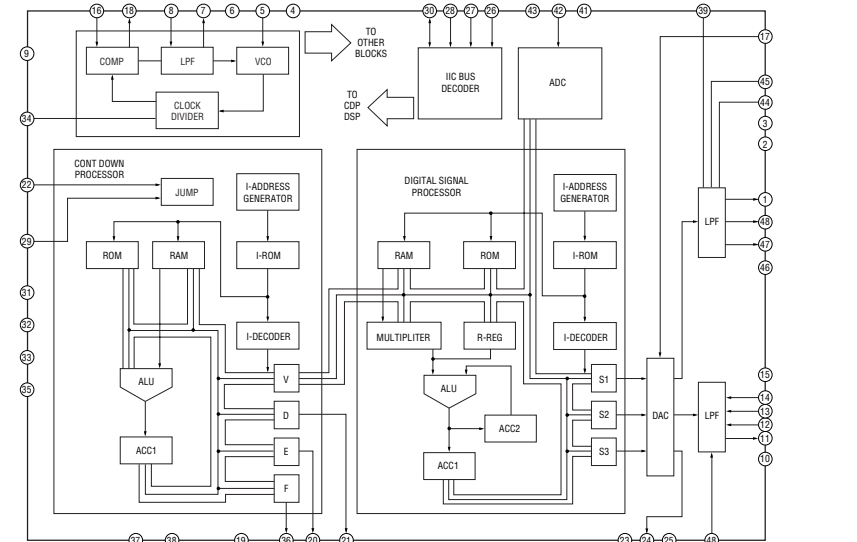 16
18
8
7
6
5
4
30
28
27
26
43
42
41
39
9
COMP
LPF
VCO
TO
OTHER
BLOCKS
IIC BUS
DECODER
ADC
17
CLOCK
DIVIDER
TO
CDP
DSP
45
44
34
3
2
CONT DOWN
PROCESSOR
22
JUMP
I-ADDRESS
GENERATOR
DIGITAL SIGNAL
PROCESSOR
I-ADDRESS
GENERATOR
LPF
1
48
47
29
ROM
RAM
I-ROM
RAM
ROM
I-ROM
46
31
32
33
35
I-DECODER
MULTIPLITER
R-REG
I-DECODER
ALU
V
ALU
S1
DAC
LPF
15
14
13
12
11
10
D
ACC2
S2
ACC1
E
ACC1
S3
F
37
38
19
36
20
21
23
24
25
48